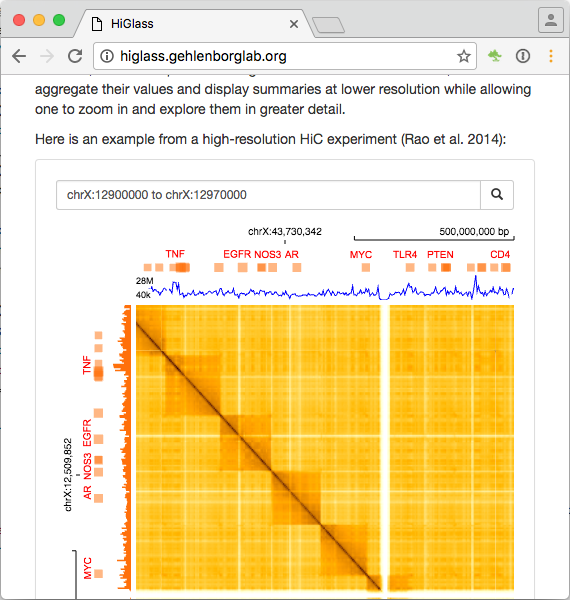 HiGlass
higlass.gehlenborglab.org
aggregate their values and display summaries at lower resolution while allowing
one to zoom in and explore them in greater detail.
Here is an example from a high-resolution HiC experiment (Rao et al. 2014):
chrX:12900000 to chrX:12970000
chrX:43,730,342
500,000,000 bp
TNF EGFR NOS3 AR MYC TLR4 PTEN CD4
28M
40k
TNF
EGFR
NOS3
AR
MYC
chrX:12,509,852